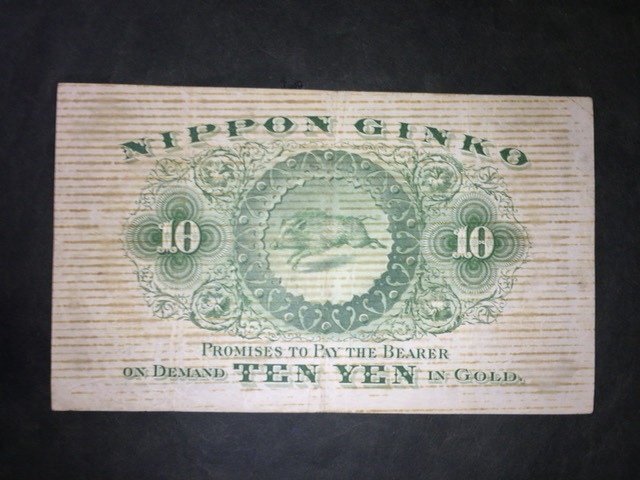 NIPPON GINKO
10 10
PROMISES TO PAY THE BEARER
ON DEMAND TEN YEN IN GOLD.